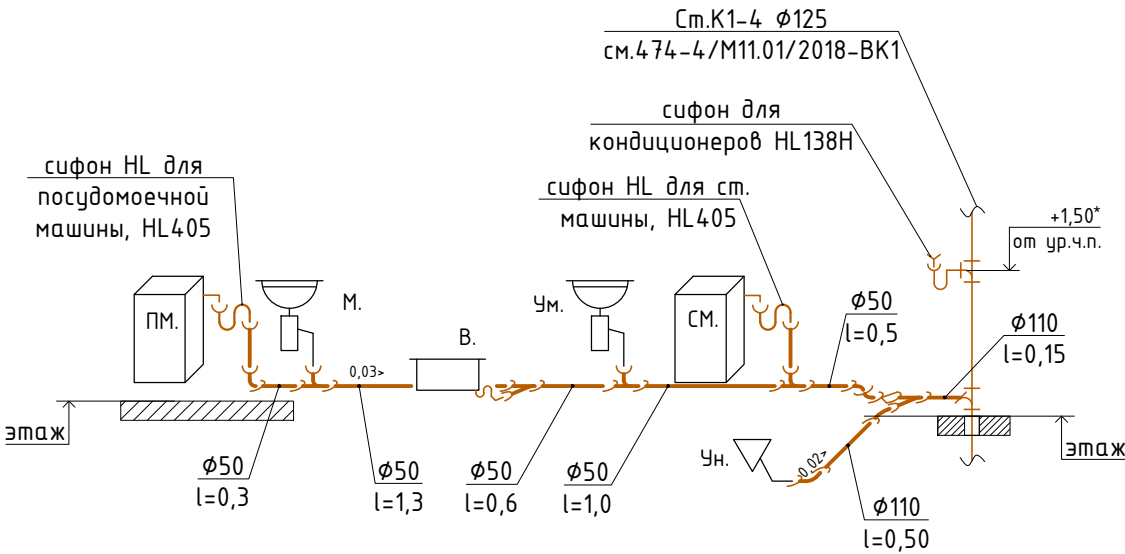 Ст.К1-4 Ф125
см.474-4/М11.01/2018-ВК1
сифон для
кондиционеров HL138H
сифон HL для
посудомоечной
машины, HL405
сифон HL для ст.
машины, HL405
+1,50*
от ур.ч.п.
ПМ.
М.
В.
Ум.
СМ.
Ф50
l=0,5
Ф110
l=0,15
0,03>
этаж
Ф50
l=0,3
Ф50
l=1,3
Ф50
l=0,6
Ф50
l=1,0
Ун.
0,02>
этаж
Ф110
l=0,50